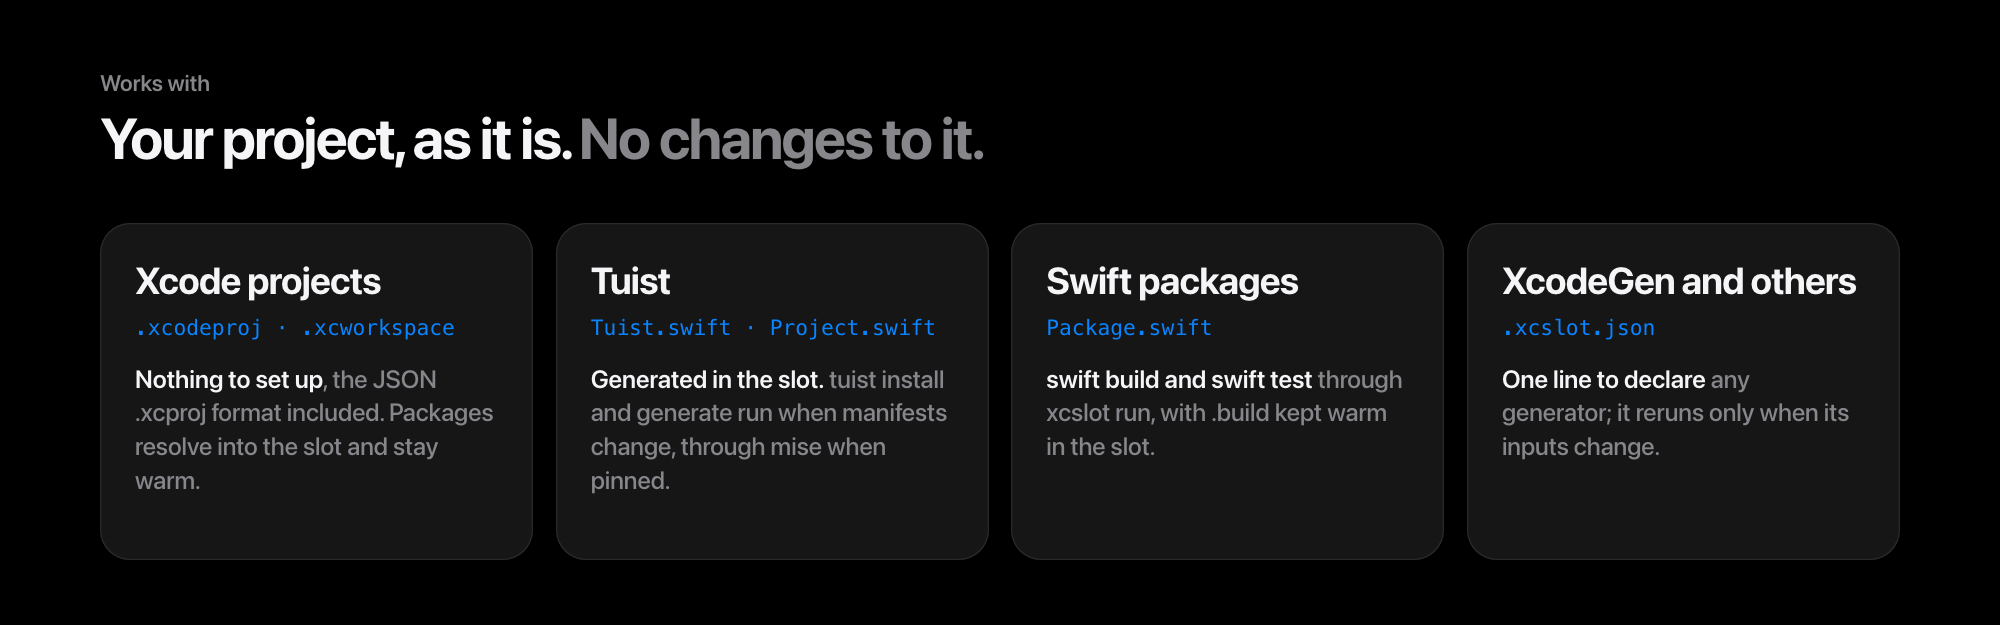 Works with
Your project, as it is. No changes to it.
Xcode projects
.xcodeproj · .xcworkspace
Nothing to set up, the JSON
.xcproj format included. Packages
resolve into the slot and stay
warm.
Tuist
Tuist.swift · Project.swift
Generated in the slot. tuist install
and generate run when manifests
change, through mise when
pinned.
Swift packages
Package.swift
swift build and swift test through
xcslot run, with .build kept warm
in the slot.
XcodeGen and others
.xcslot.json
One line to declare any
generator; it reruns only when its
inputs change.